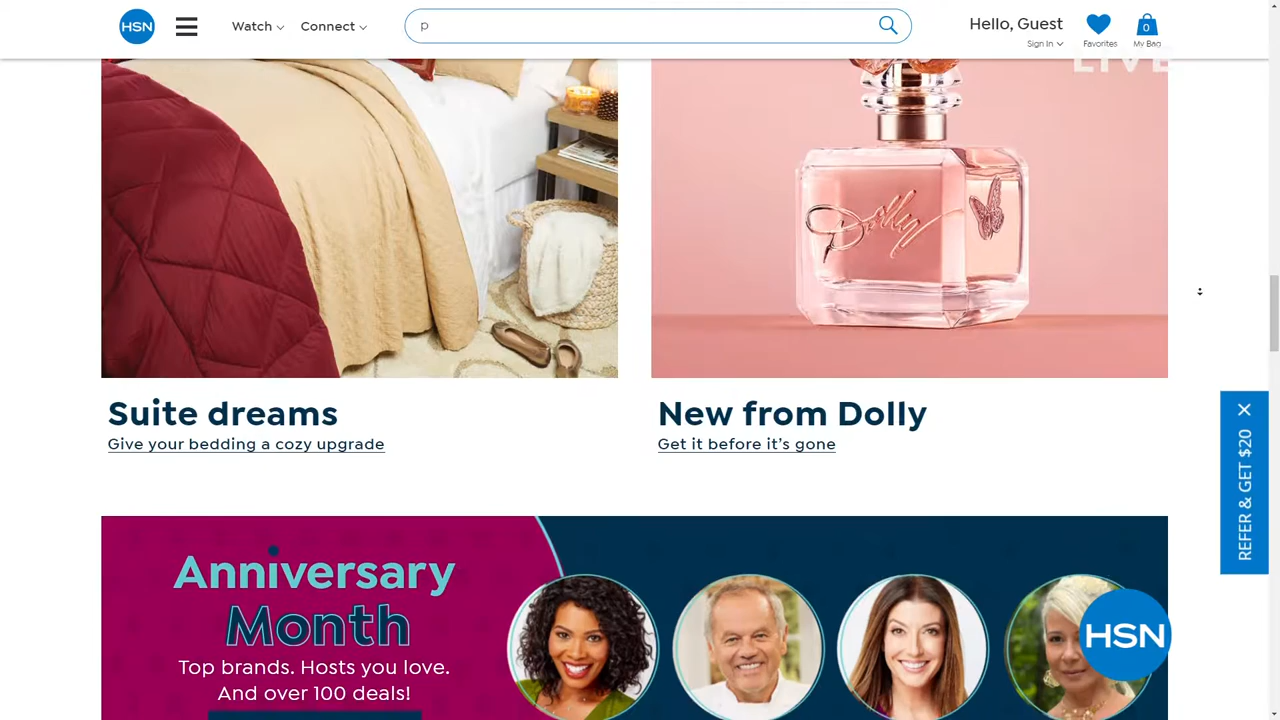 HSN
Watch
Connect
p
Hello, Guest
Sign In
Favorites
0
My Bag
LIVE
Dolly
Suite dreams
Give your bedding a cozy upgrade
New from Dolly
Get it before it's gone
REFER & GET $20
Anniversary
Month
Top brands. Hosts you love.
And over 100 deals!
HSN